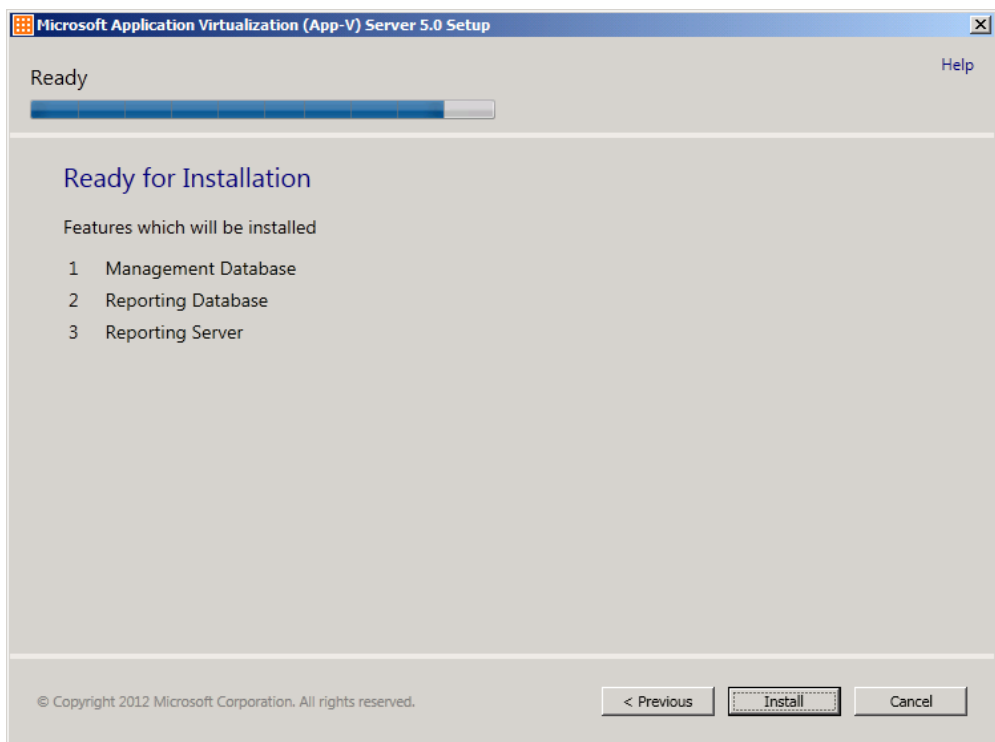 Microsoft Application Virtualization (App-V) Server 5.0 Setup
Help
Ready
Ready for Installation
Features which will be installed
1 Management Database
2 Reporting Database
3 Reporting Server
© Copyright 2012 Microsoft Corporation. All rights reserved.
< Previous
Install
Cancel